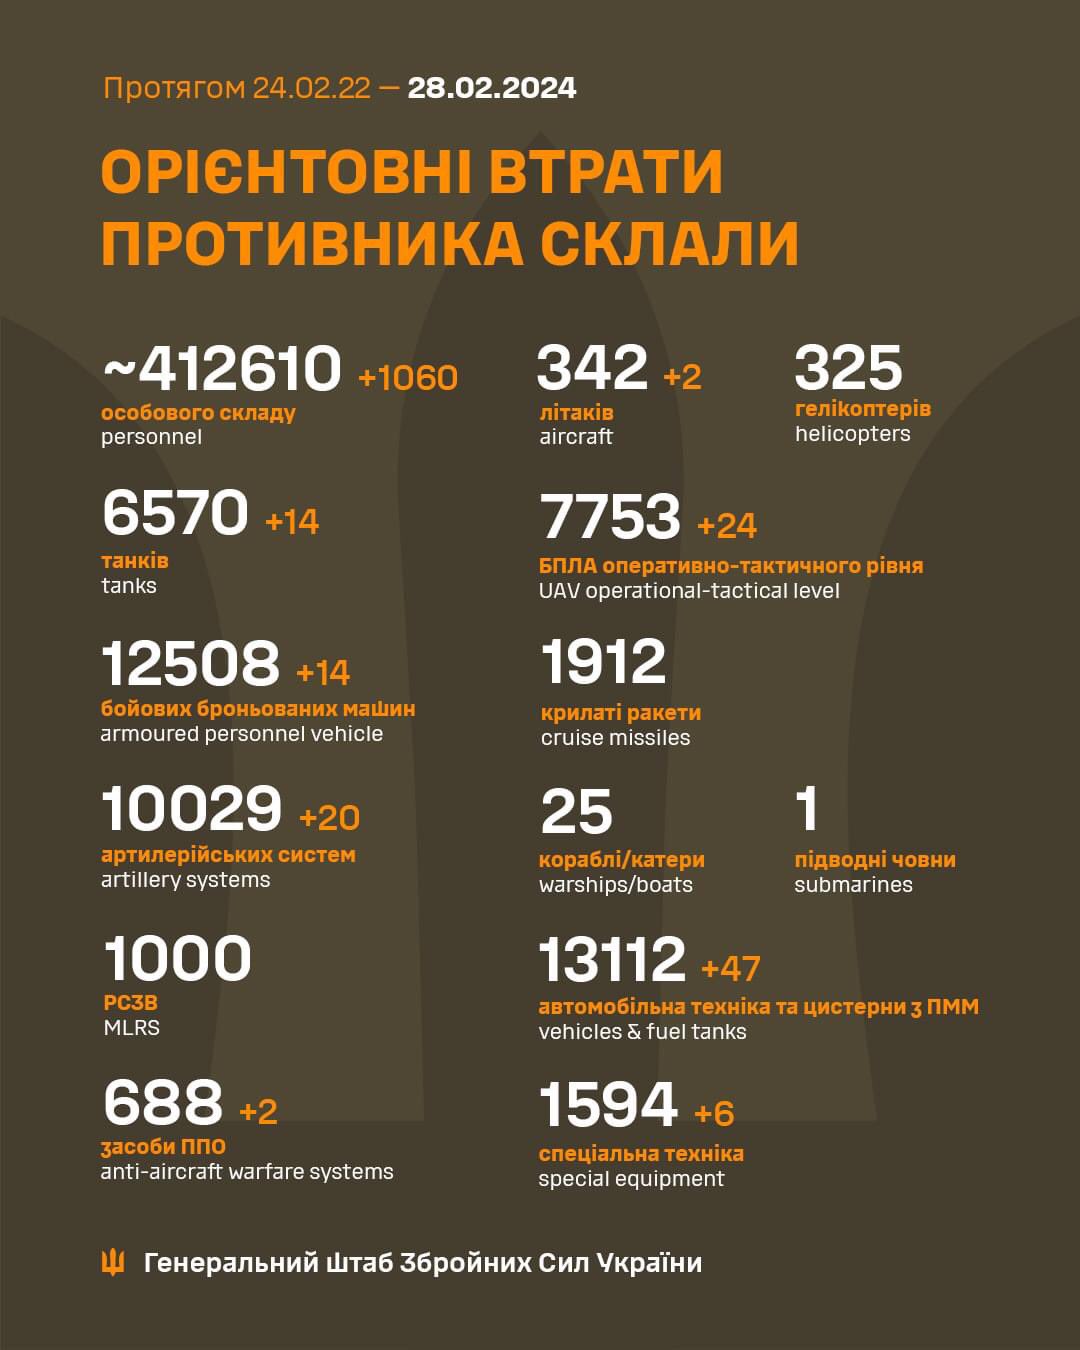 Протягом 24.02.22 — 28.02.2024
ОРІЄНТОВНІ ВТРАТИ
ПРОТИВНИКА СКЛАЛИ
~412610 +1060
особового складу
personnel
342 +2
літаків
aircraft
325
гелікоптерів
helicopters
6570 +14
танків
tanks
7753 +24
БПЛА оперативно-тактичного рівня
UAV operational-tactical level
12508 +14
бойових броньованих машин
armoured personnel vehicle
1912
крилаті ракети
cruise missiles
10029 +20
артилерійських систем
artillery systems
25
кораблі/катери
warships/boats
1
підводні човни
submarines
1000
РСЗВ
MLRS
13112 +47
автомобільна техніка та цистерни з ПММ
vehicles & fuel tanks
688 +2
засоби ППО
anti-aircraft warfare systems
1594 +6
спеціальна техніка
special equipment
Генеральний штаб Збройних Сил України